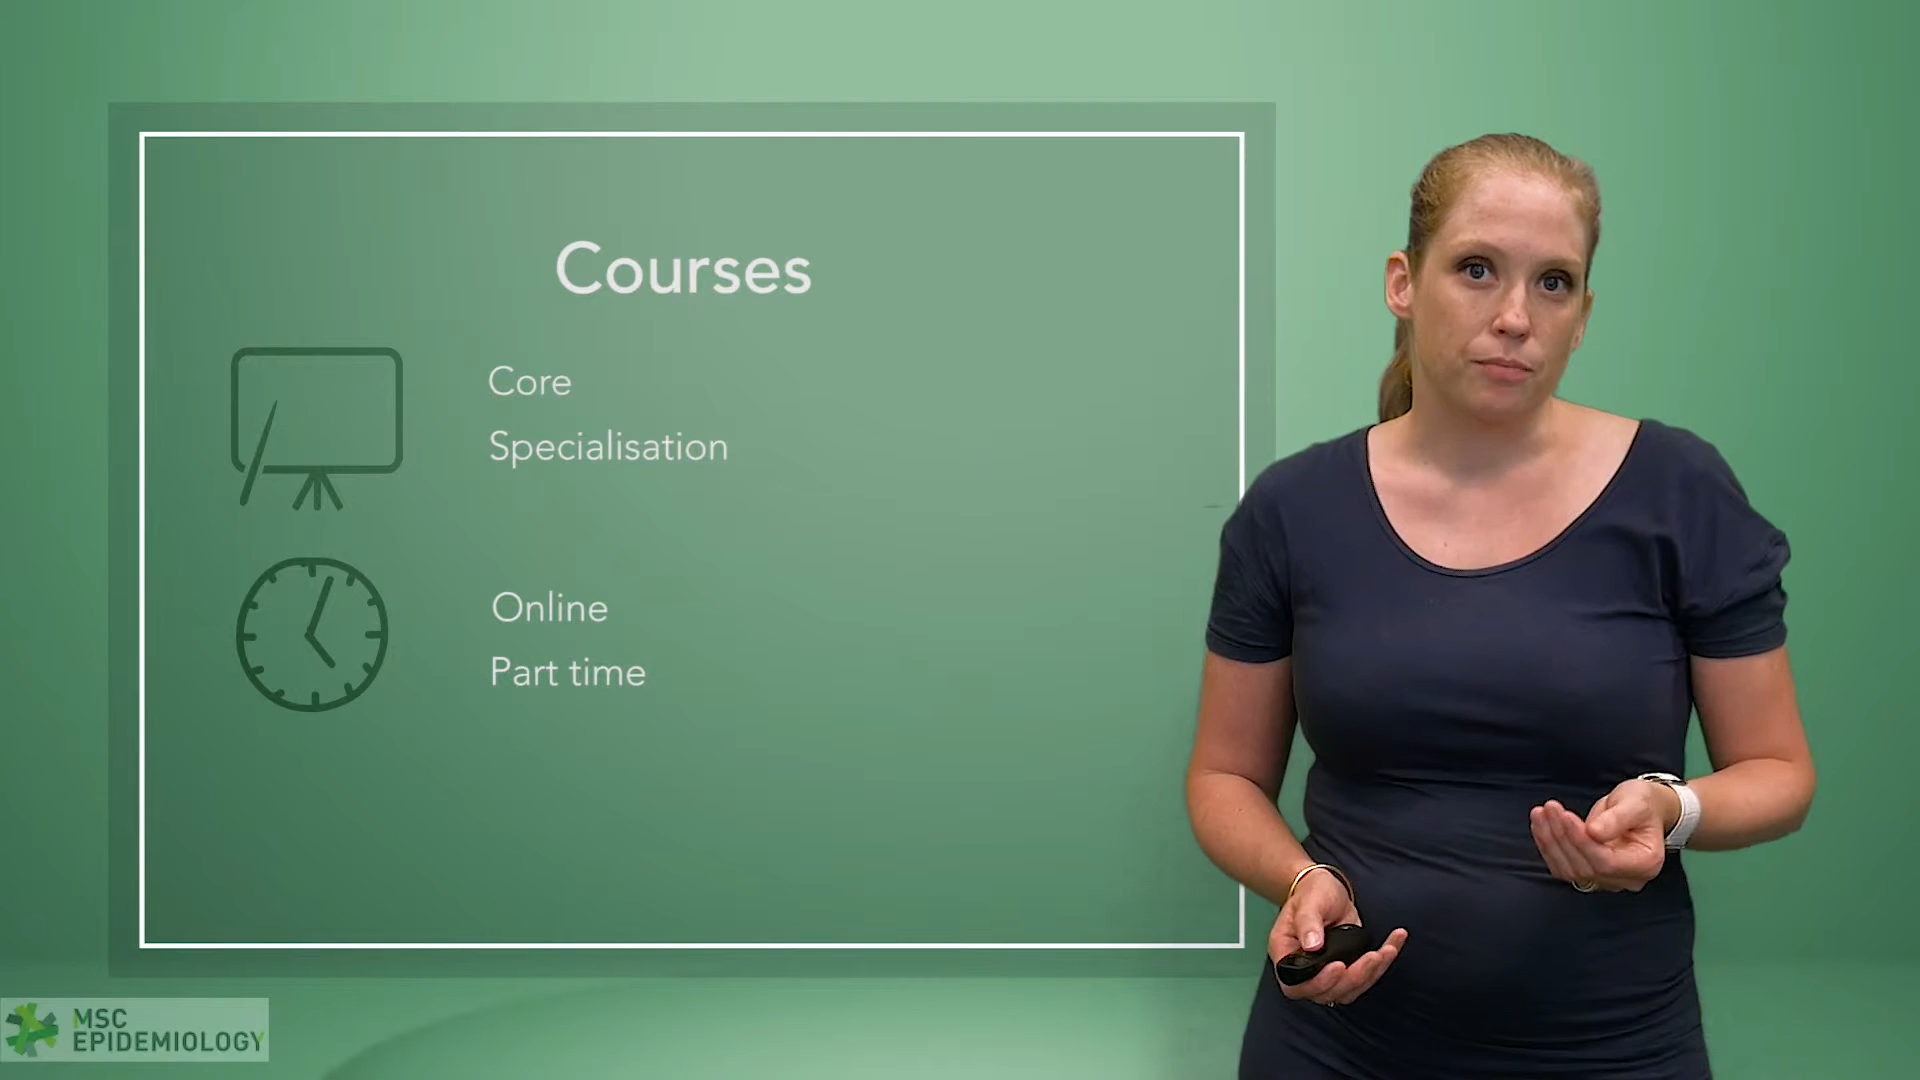 Courses
Core
Specialisation
Online
Part time
MSC
EPIDEMIOLOGY